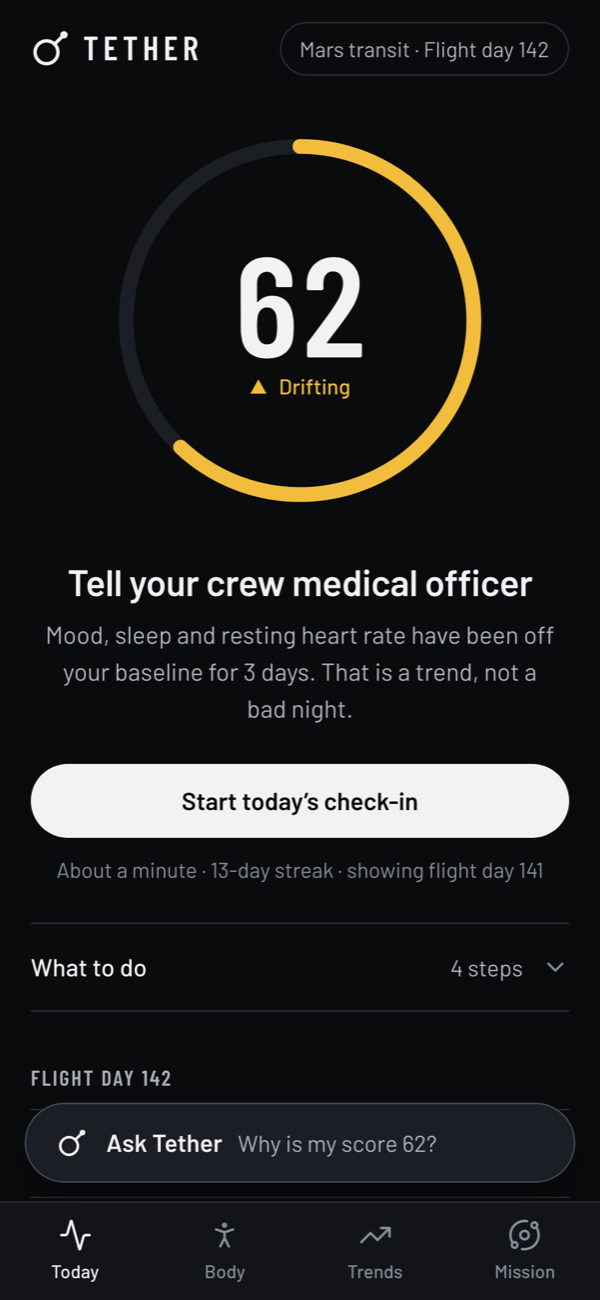 TETHER
Mars transit · Flight day 142
62
▲ Drifting
Tell your crew medical officer
Mood, sleep and resting heart rate have been off
your baseline for 3 days. That is a trend, not a
bad night.
Start today’s check-in
About a minute · 13-day streak · showing flight day 141
What to do
4 steps
FLIGHT DAY 142
Ask Tether Why is my score 62?
Today
Body
Trends
Mission